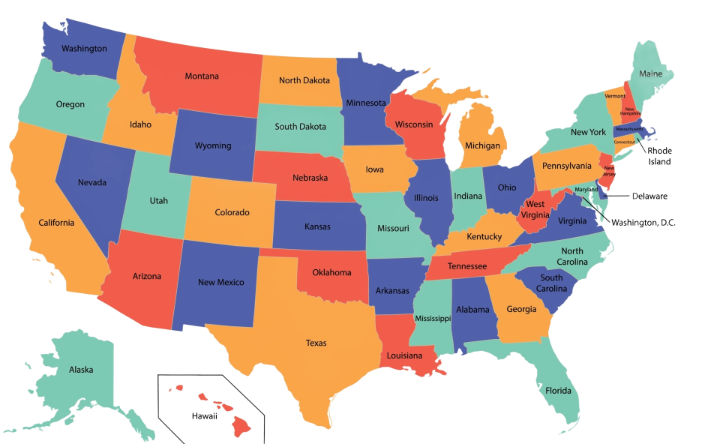 Washington
Montana
North Dakota
Minnesota
Oregon
Idaho
Wyoming
South Dakota
Wisconsin
Michigan
Maine
Vermont
New
Hampshire
New York
Massachusetts
Connecticut
Rhode
Island
Nevada
Utah
Colorado
Nebraska
Iowa
Illinois
Indiana
Ohio
Pennsylvania
New
Jersey
Maryland
Delaware
Washington, D.C.
California
Kansas
Missouri
Kentucky
West
Virginia
Virginia
Arizona
New Mexico
Oklahoma
Arkansas
Tennessee
North
Carolina
South
Carolina
Texas
Louisiana
Mississippi
Alabama
Georgia
Florida
Alaska
Hawaii